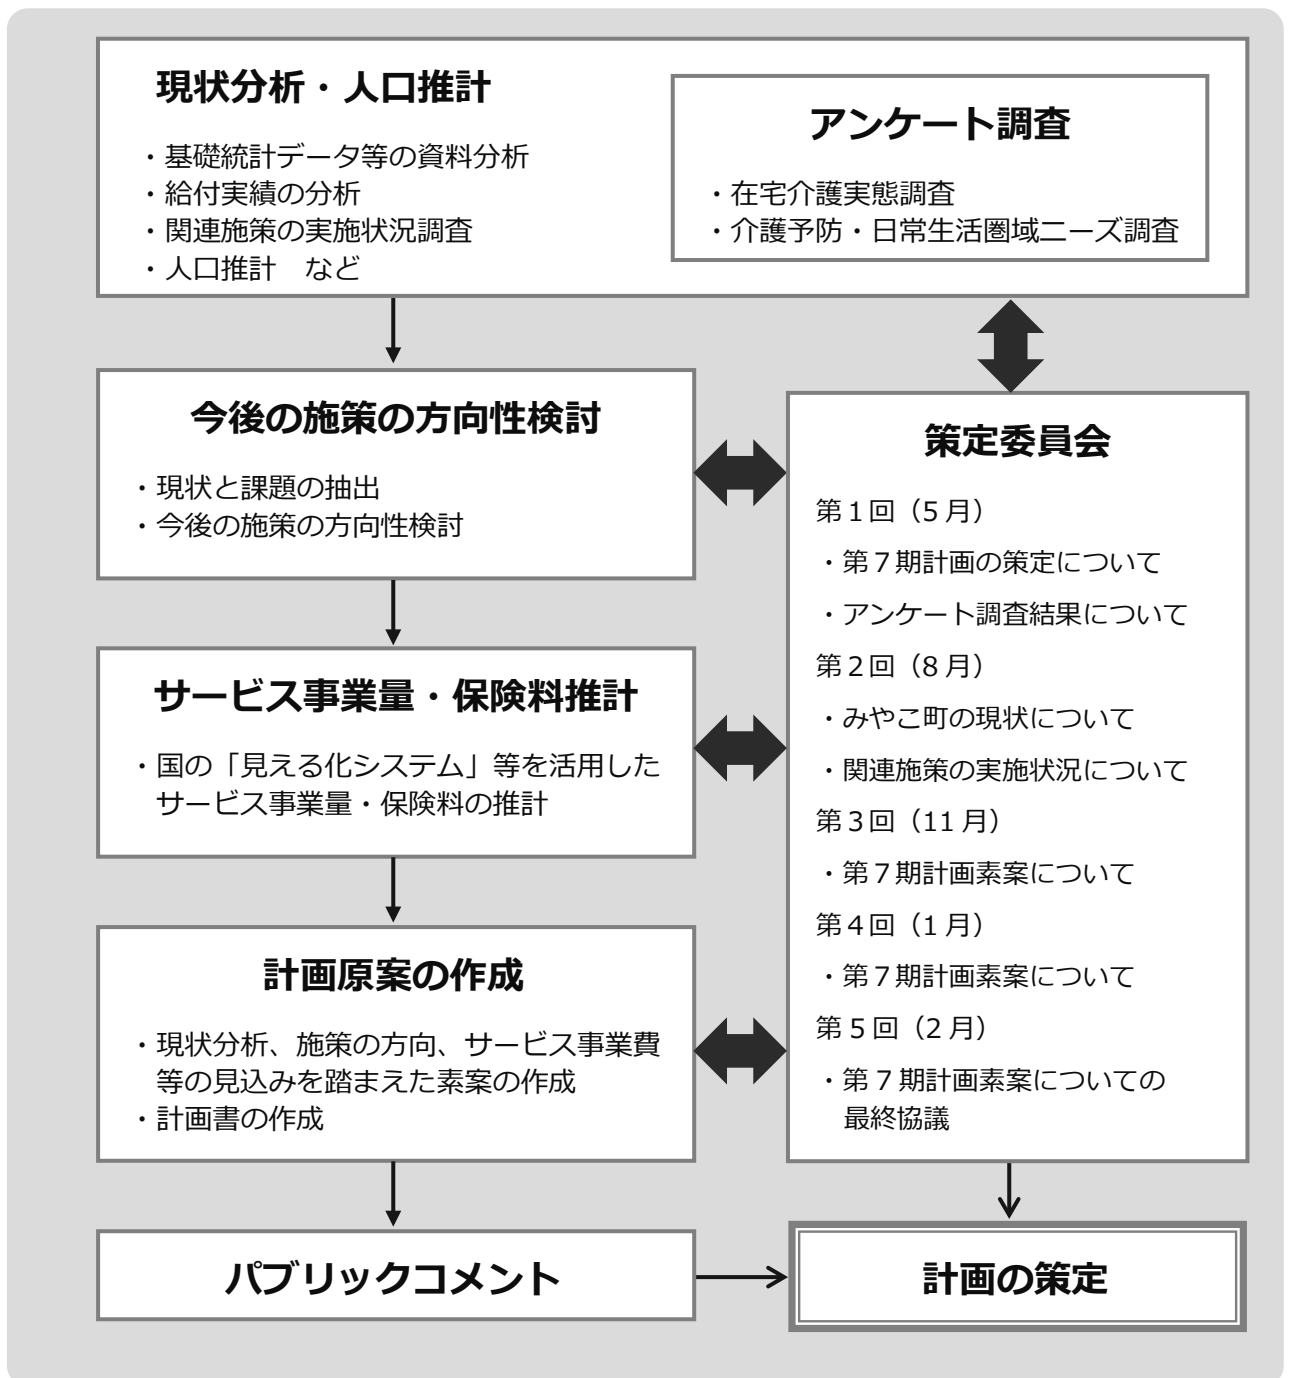 現状分析・人口推計
・基礎統計データ等の資料分析
・給付実績の分析
・関連施策の実施状況調査
・人口推計　など
アンケート調査
・在宅介護実態調査
・介護予防・日常生活圏域ニーズ調査
今後の施策の方向性検討
・現状と課題の抽出
・今後の施策の方向性検討
サービス事業量・保険料推計
・国の「見える化システム」等を活用した
サービス事業量・保険料の推計
計画原案の作成
・現状分析、施策の方向、サービス事業費
等の見込みを踏まえた素案の作成
・計画書の作成
パブリックコメント
策定委員会
第１回（5 月）
・第７期計画の策定について
・アンケート調査結果について
第２回（8 月）
・みやこ町の現状について
・関連施策の実施状況について
第３回（11 月）
・第７期計画素案について
第４回（1 月）
・第７期計画素案について
第５回（2 月）
・第７期計画素案についての
最終協議
計画の策定